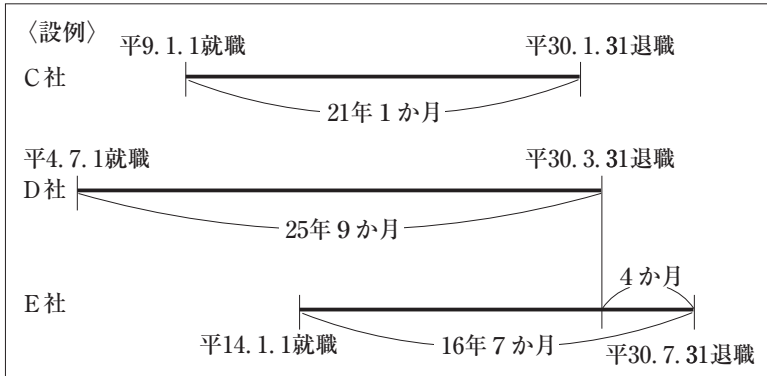 〈設例〉
平9. 1. 1就職 平30. 1. 31退職
C社
21年1か月
平4. 7. 1就職 平30. 3. 31退職
D社
25年9か月
4か月
E社
平14. 1. 1就職 16年7か月 平30. 7. 31退職